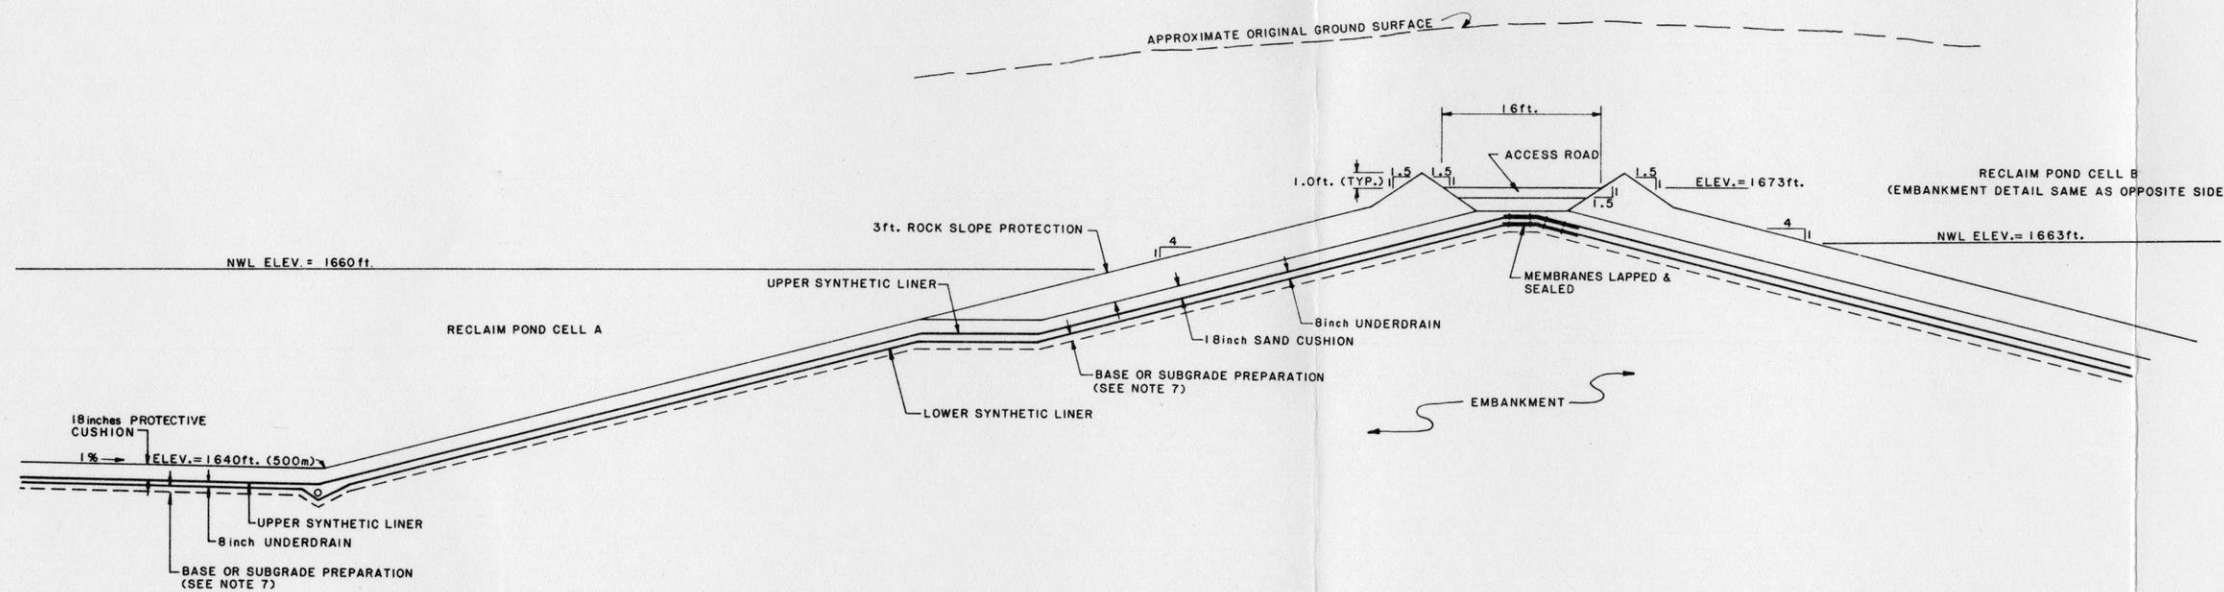 APPROXIMATE ORIGINAL GROUND SURFACE
16ft.
ACCESS ROAD
1.0ft. (TYP.)
1.5
1
1.5
1
1.5
1
1
1.5
ELEV.= 1673ft.
RECLAIM POND CELL B
(EMBANKMENT DETAIL SAME AS OPPOSITE SIDE
3ft. ROCK SLOPE PROTECTION
4
1
4
1
NWL ELEV.= 1663ft.
NWL ELEV. = 1660ft.
UPPER SYNTHETIC LINER
MEMBRANES LAPPED &
SEALED
RECLAIM POND CELL A
8inch UNDERDRAIN
18inch SAND CUSHION
BASE OR SUBGRADE PREPARATION
(SEE NOTE 7)
LOWER SYNTHETIC LINER
EMBANKMENT
18inches PROTECTIVE
CUSHION
1%
ELEV.=1640ft. (500m)
UPPER SYNTHETIC LINER
8inch UNDERDRAIN
BASE OR SUBGRADE PREPARATION
(SEE NOTE 7)